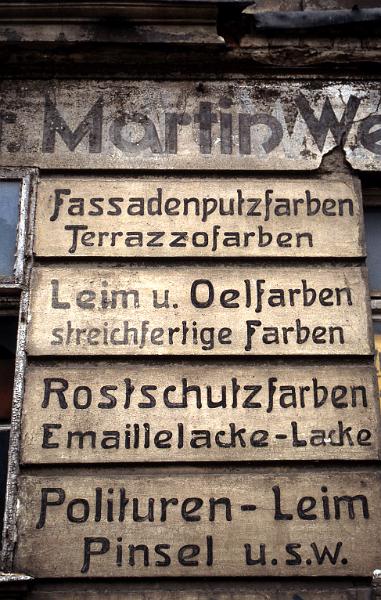 Martin
Fassadenputzfarben
Terrazzofarben
Leim u. Oelfarben
streichfertige Farben
Rostschutzfarben
Emaillelacke-Lacke
Polituren - Leim
Pinsel u.s.w.